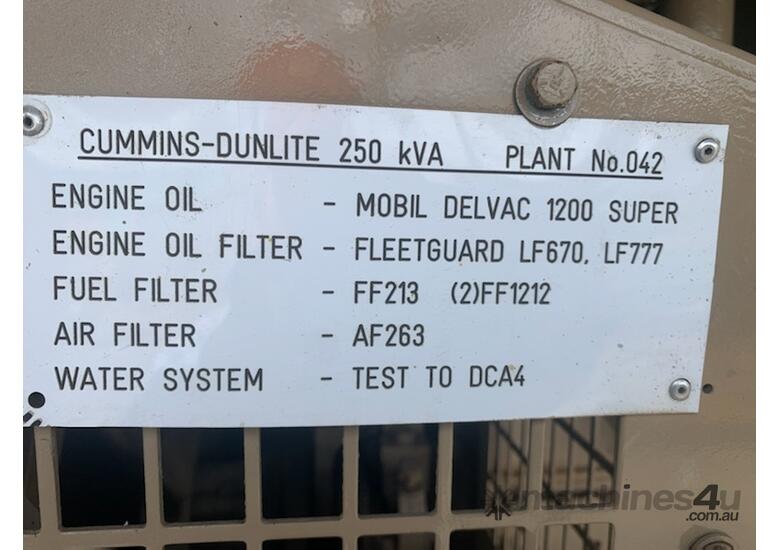 CUMMINS-DUNLITE 250 kVA PLANT No.042
ENGINE OIL - MOBIL DELVAC 1200 SUPER
ENGINE OIL FILTER - FLEETGUARD LF670, LF777
FUEL FILTER - FF213 (2)FF1212
AIR FILTER - AF263
WATER SYSTEM - TEST TO DCA4
machines4u
.com.au